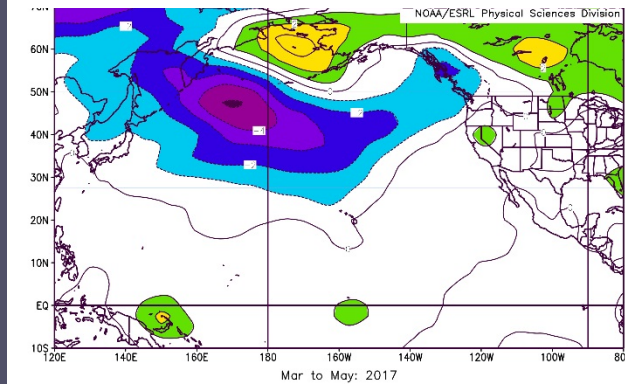 NOAA/ESRL Physical Sciences Division
60N
50N
40N
30N
20N
10N
EQ
10S
120E 140E 160E 180 160W 140W 120W 100W 80
Mar to May: 2017